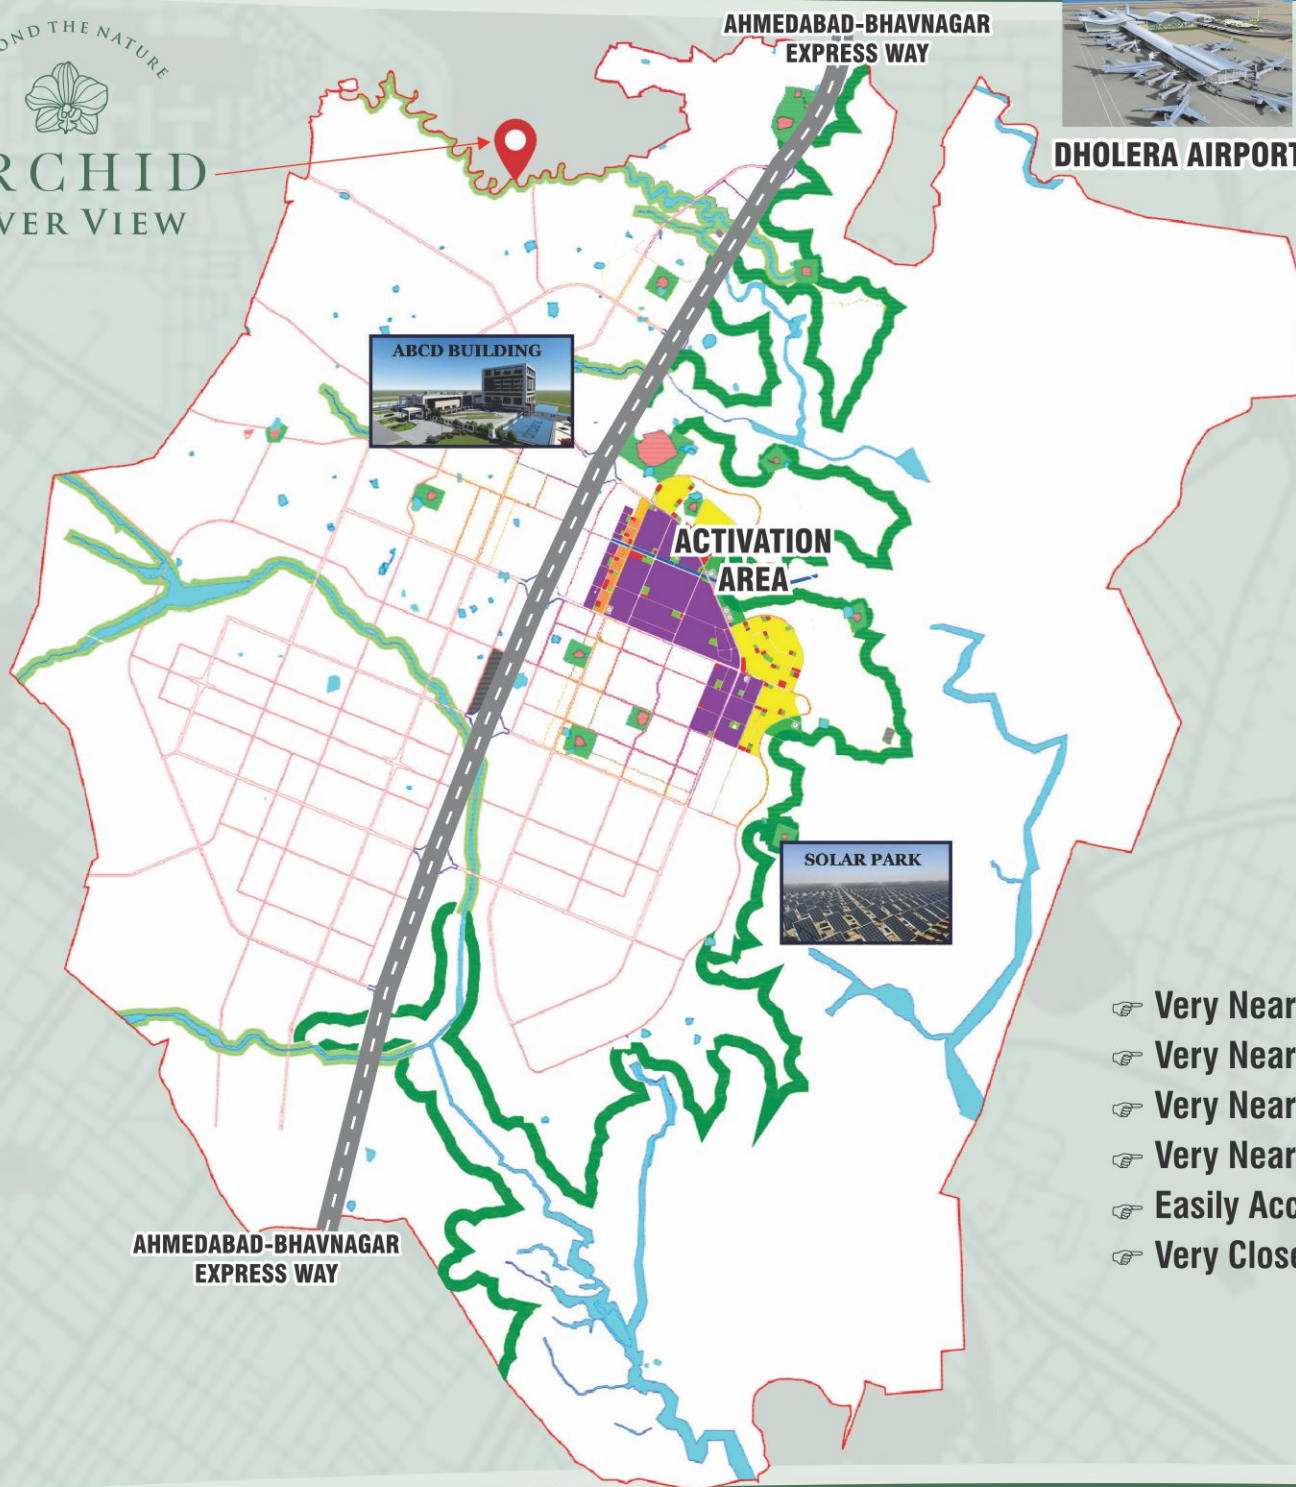 OND THE NATURE
RCHID
VER VIEW
AHMEDABAD-BHAVNAGAR
EXPRESS WAY
DHOLERA AIRPORT
ABCD BUILDING
ACTIVATION
AREA
SOLAR PARK
Very Near
Very Near
Very Near
Very Near
Easily Acc
Very Close
AHMEDABAD-BHAVNAGAR
EXPRESS WAY